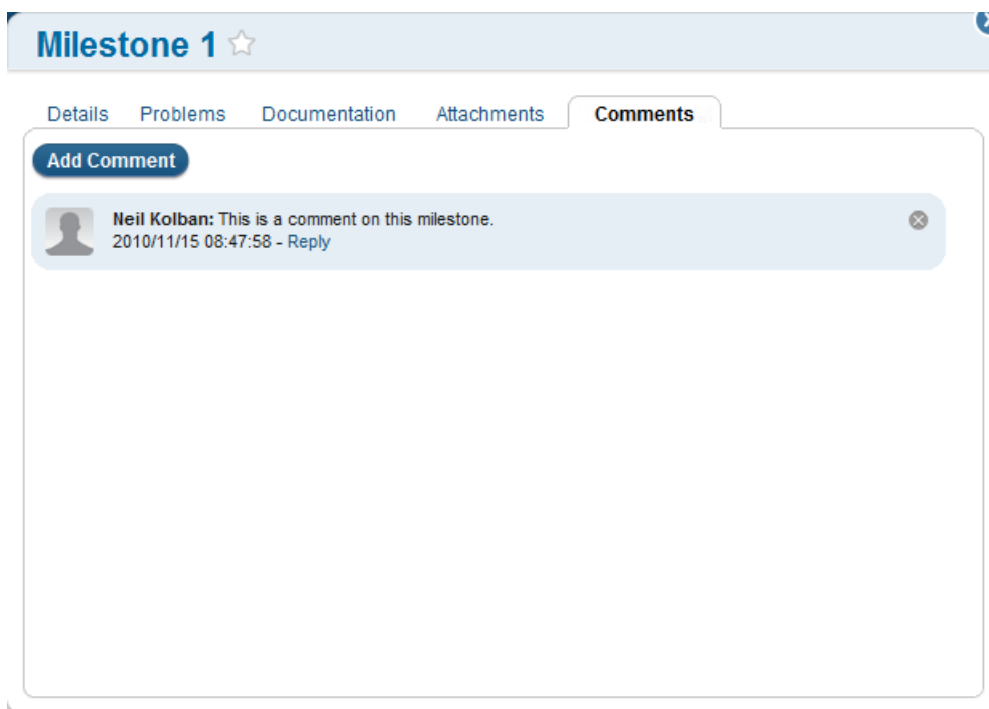 Milestone 1
Details Problems Documentation Attachments Comments
Add Comment
Neil Kolban: This is a comment on this milestone.
2010/11/15 08:47:58 - Reply